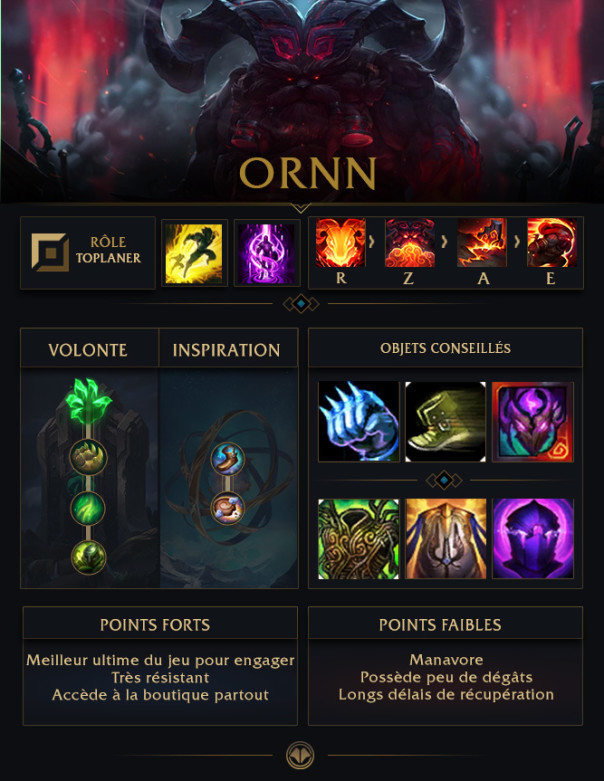 ORNN
RÔLE
TOPLANER
R
Z
A
E
VOLONTE
INSPIRATION
OBJETS CONSEILLÉS
POINTS FORTS
Meilleur ultime du jeu pour engager
Très résistant
Accède à la boutique partout
POINTS FAIBLES
Manavore
Possède peu de dégâts
Longs délais de récupération